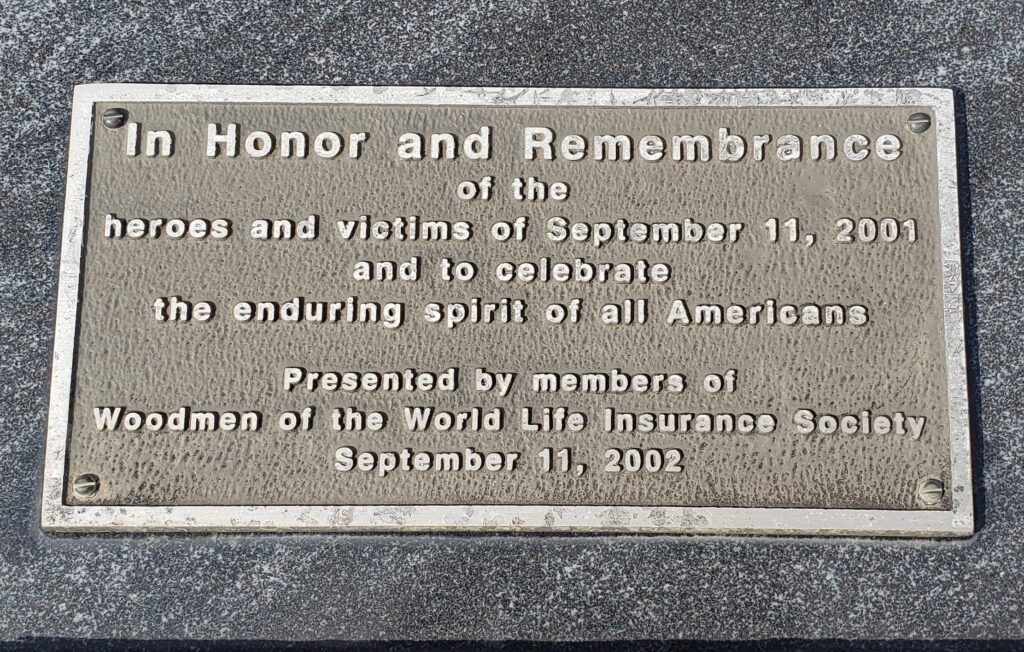 In Honor and Remembrance
of the
heroes and victims of September 11, 2001
and to celebrate
the enduring spirit of all Americans
Presented by members of
Woodmen of the World Life Insurance Society
September 11, 2002